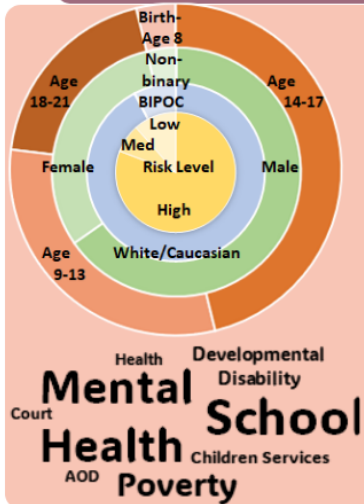 Birth-
Age 8
Non-
binary
BIPOC
Low
Med
Risk Level
High
Age
18-21
Age
14-17
Female
Male
White/Caucasian
Age
9-13
Health
Developmental
Disability
Mental
Court
School
Health
Children Services
AOD
Poverty